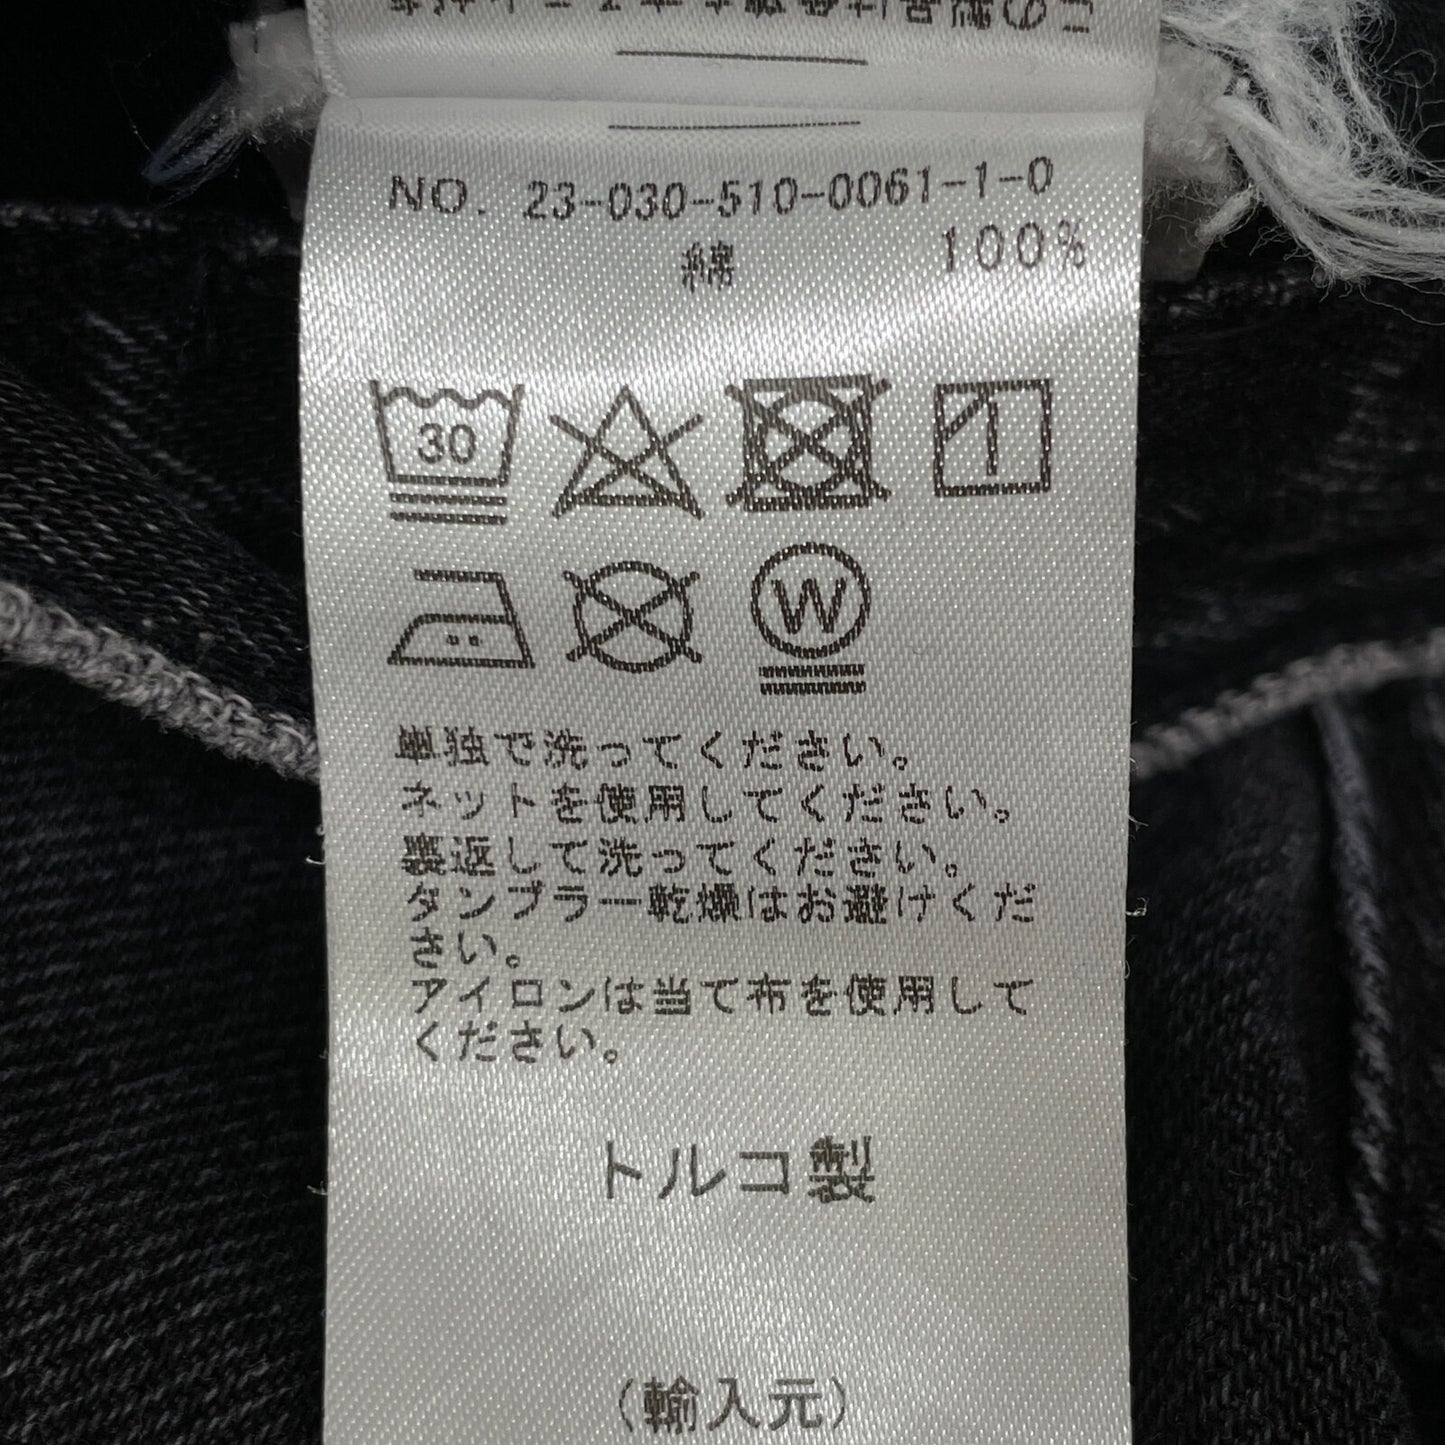 NO. 23-030-510-0061-1-0
綿 100%
30
W
単独で洗ってください。
ネットを使用してください。
裏返して洗ってください。
タンブラー乾燥はお避けくだ
さい。
アイロンは当て布を使用して
ください。
トルコ製
(輸入元)